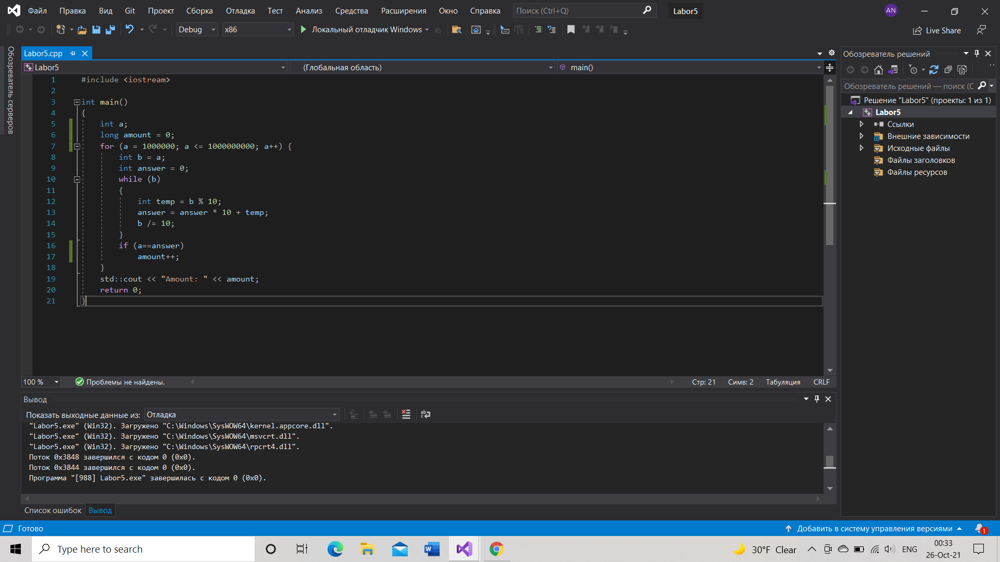 Файл Правка Вид Git Проект Сборка Отладка Тест Анализ Средства Расширения Окно Справка Поиск (Ctrl+Q) Labor5 AN
Debug x86 Локальный отладчик Windows Live Share
Обозреватель серверов
Labor5.cpp
Labor5 (Глобальная область) main()
1 #include <iostream>
2
3 int main()
4 {
5 int a;
6 long amount = 0;
7 for (a = 1000000; a <= 1000000000; a++) {
8 int b = a;
9 int answer = 0;
10 while (b)
11 {
12 int temp = b % 10;
13 answer = answer * 10 + temp;
14 b /= 10;
15 }
16 if (a==answer)
17 amount++;
18 }
19 std::cout << "Amount: " << amount;
20 return 0;
21 }
100 % Проблемы не найдены. Стр: 21 Симв: 2 Табуляция CRLF
Вывод
Показать выходные данные из: Отладка
"Labor5.exe" (Win32). Загружено "C:\Windows\SysWOW64\kernel.appcore.dll".
"Labor5.exe" (Win32). Загружено "C:\Windows\SysWOW64\msvcrt.dll".
"Labor5.exe" (Win32). Загружено "C:\Windows\SysWOW64\rpcrt4.dll".
Поток 0x3848 завершился с кодом 0 (0x0).
Поток 0x3844 завершился с кодом 0 (0x0).
Программа "[988] Labor5.exe" завершилась с кодом 0 (0x0).
Список ошибок Вывод
Обозреватель решений
Обозреватель решений — поиск (C
Решение "Labor5" (проекты: 1 из 1)
Labor5
Ссылки
Внешние зависимости
Исходные файлы
Файлы заголовков
Файлы ресурсов
Готово Добавить в систему управления версиями 1
Type here to search 30°F Clear ENG 00:33
26-Oct-21